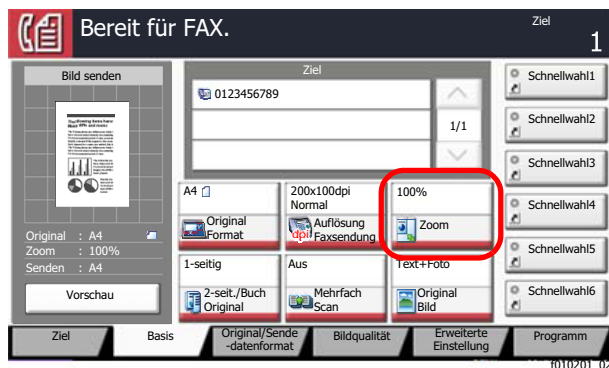 Bereit für FAX.
Ziel
1
Bild senden
Original : A4
Zoom : 100%
Senden : A4
Vorschau
Ziel
0123456789
1/1
A4
Original
Format
200x100dpi
Normal
dpi
Auflösung
Faxsendung
100%
Zoom
1-seitig
2-seit./Buch
Original
Aus
Mehrfach
Scan
Text+Foto
Original
Bild
Schnellwahl1
Schnellwahl2
Schnellwahl3
Schnellwahl4
Schnellwahl5
Schnellwahl6
Ziel
Basis
Original/Sende
-datenformat
Bildqualität
Erweiterte
Einstellung
Programm
f010201_02